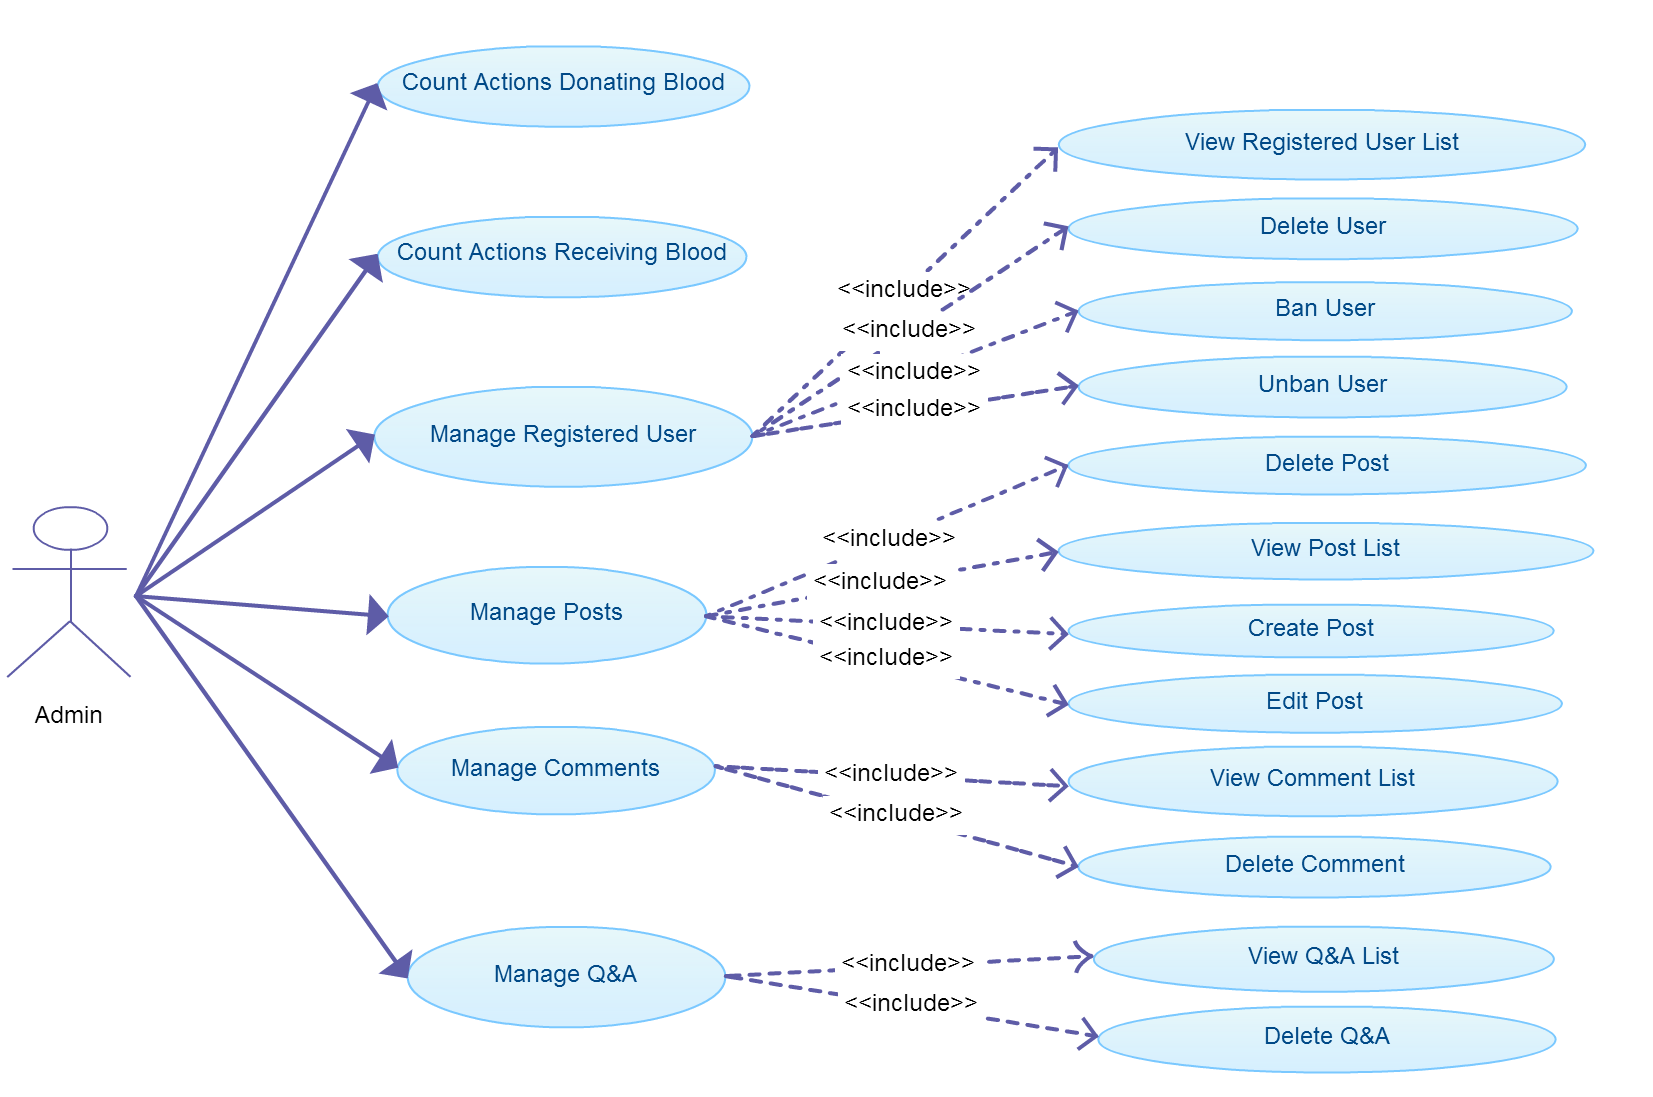 Count Actions Donating Blood
Count Actions Receiving Blood
Manage Registered User
Manage Posts
Manage Comments
Manage Q&A
Admin
<<include>>
<<include>>
<<include>>
<<include>>
<<include>>
<<include>>
<<include>>
<<include>>
<<include>>
<<include>>
<<include>>
<<include>>
View Registered User List
Delete User
Ban User
Unban User
Delete Post
View Post List
Create Post
Edit Post
View Comment List
Delete Comment
View Q&A List
Delete Q&A